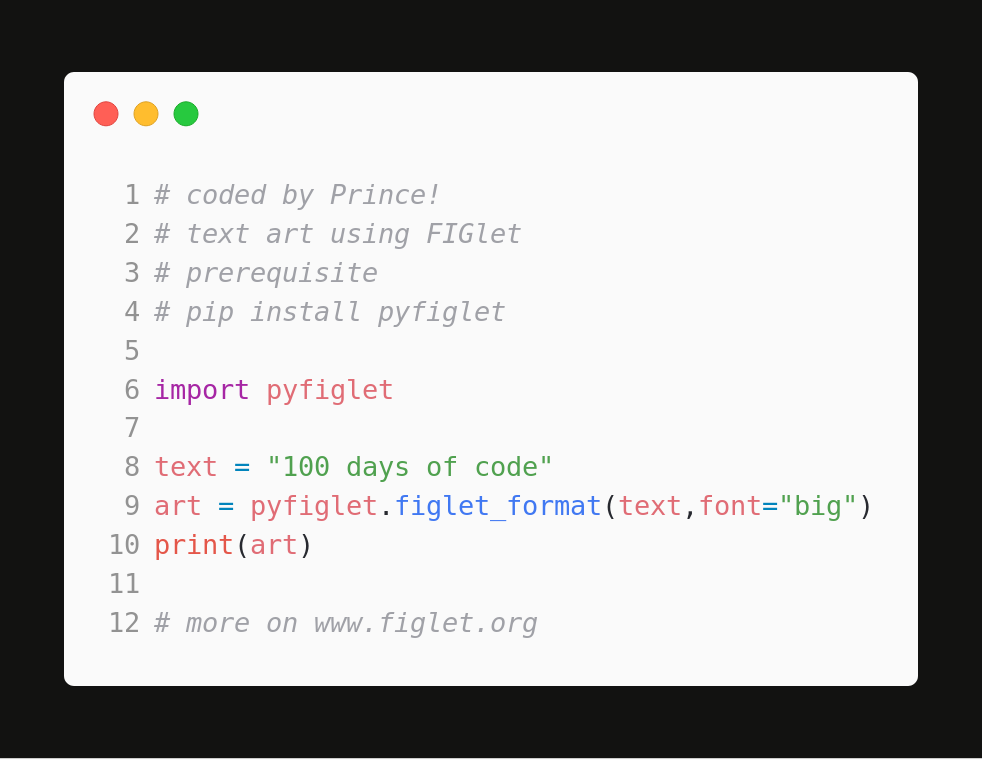 1 # coded by Prince!
2 # text art using FIGlet
3 # prerequisite
4 # pip install pyfiglet
5
6 import pyfiglet
7
8 text = "100 days of code"
9 art = pyfiglet.figlet_format(text,font="big")
10 print(art)
11
12 # more on www.figlet.org